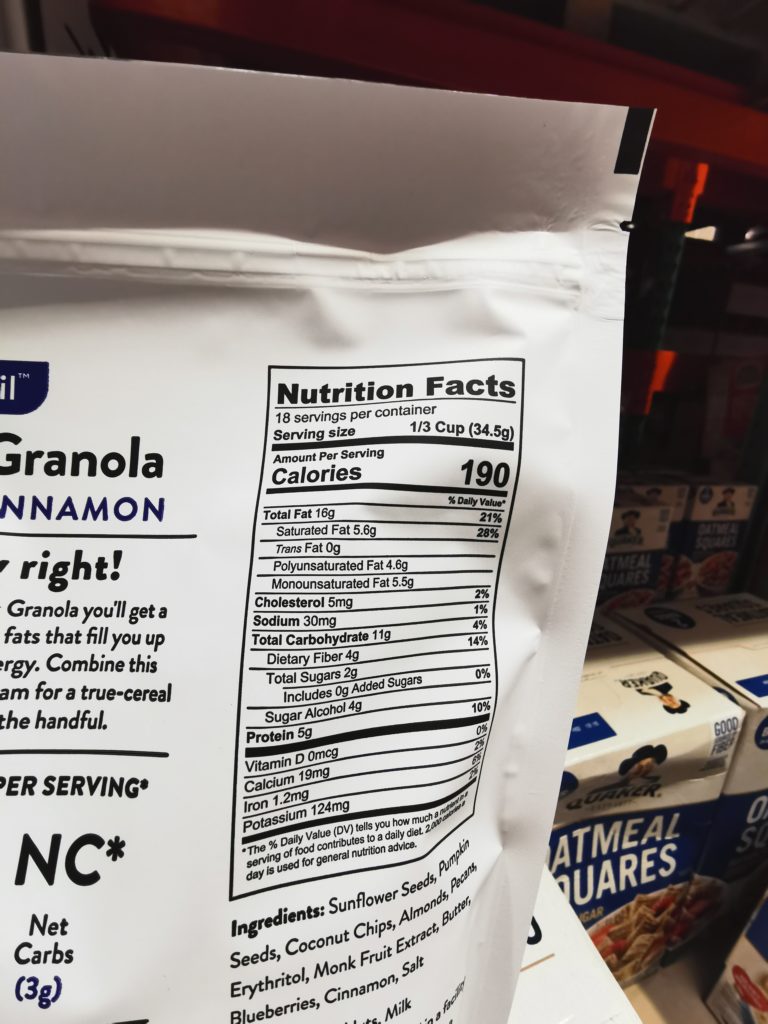 il™
Granola
NNAMON
right!
Granola you'll get a
fats that fill you up
ergy. Combine this
am for a true-cereal
the handful.
PER SERVING*
NC*
Net
Carbs
(3g)
Nutrition Facts
18 servings per container
Serving size 1/3 Cup (34.5g)
Amount Per Serving
Calories 190
% Daily Value*
Total Fat 16g 21%
Saturated Fat 5.6g 28%
Trans Fat 0g
Polyunsaturated Fat 4.6g
Monounsaturated Fat 5.5g
Cholesterol 5mg 2%
Sodium 30mg 1%
Total Carbohydrate 11g 4%
Dietary Fiber 4g 14%
Total Sugars 2g
Includes 0g Added Sugars 0%
Sugar Alcohol 4g
Protein 5g 10%
Vitamin D 0mcg 0%
Calcium 19mg 2%
Iron 1.2mg 6%
Potassium 124mg 2%
*The % Daily Value (DV) tells you how much a nutrient in a
serving of food contributes to a daily diet. 2,000 calories a
day is used for general nutrition advice.
Ingredients: Sunflower Seeds, Pumpkin
Seeds, Coconut Chips, Almonds, Pecans,
Erythritol, Monk Fruit Extract, Butter,
Blueberries, Cinnamon, Salt
uts, Milk
in a facility
OATMEAL
SQUARES
QUAKER
GOOD
FIBER
QUAKER
ATMEAL
QUARES
GAR